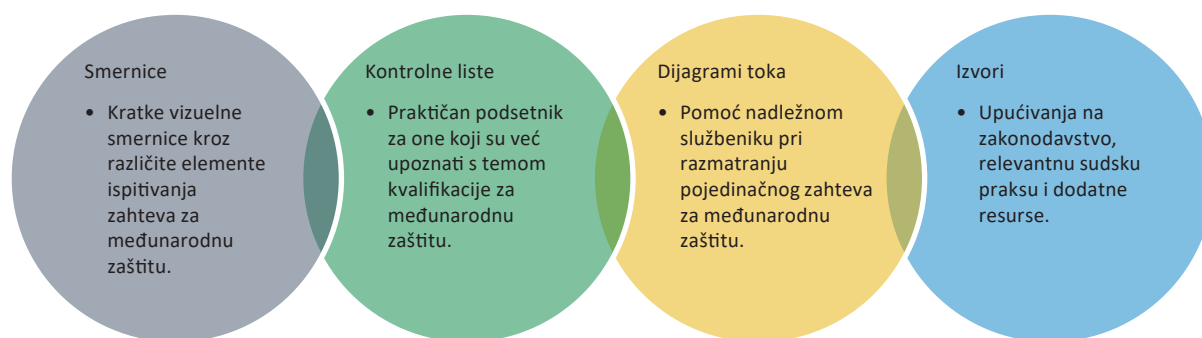 Smernice
• Kratke vizuelne
smernice kroz
različite elemente
ispitivanja
zahteva za
međunarodnu
zaštitu.
Kontrolne liste
• Praktičan podsetnik
za one koji su već
upoznati s temom
kvalifikacije za
međunarodnu
zaštitu.
Dijagrami toka
• Pomoć nadležnom
službeniku pri
razmatranju
pojedinačnog zahteva
za međunarodnu
zaštitu.
Izvori
• Upućivanja na
zakonodavstvo,
relevantnu sudsku
praksu i dodatne
resurse.